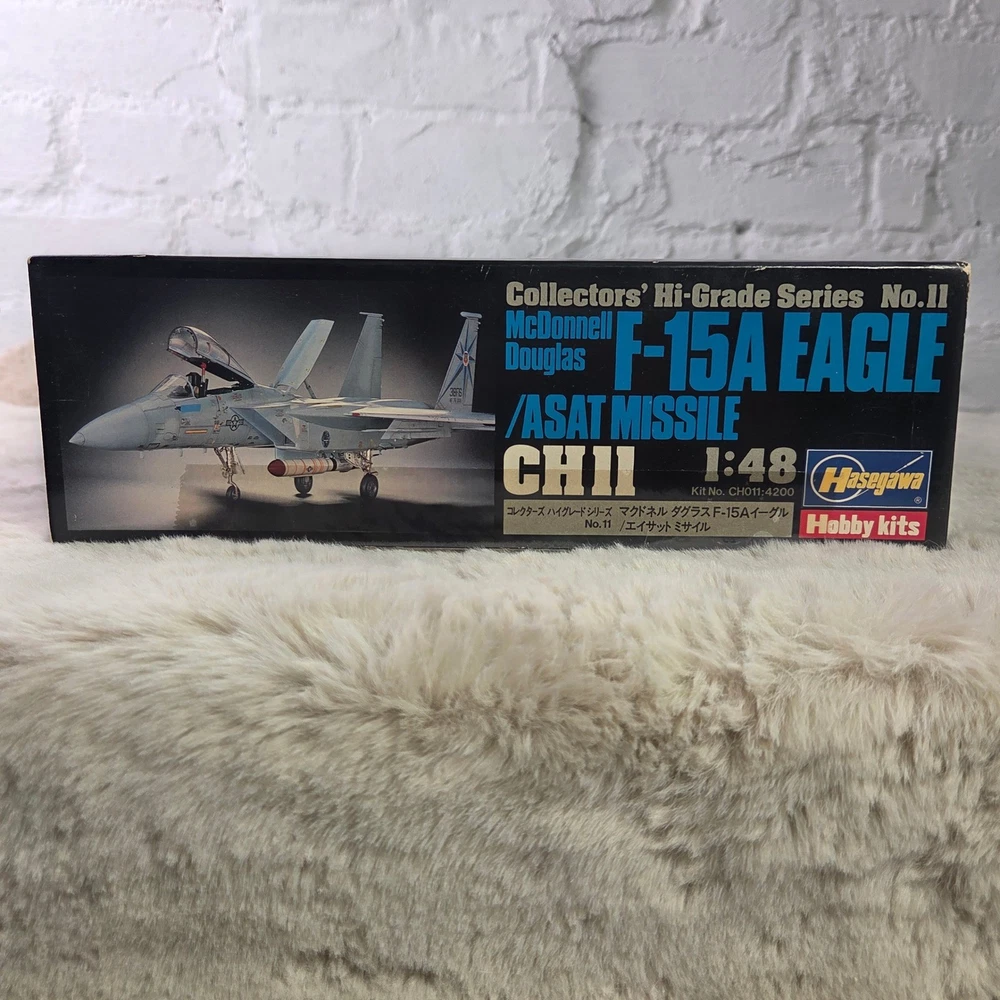 Collectors' Hi-Grade Series No.11
McDonnell
Douglas
F-15A EAGLE
/ASAT MISSILE
CH11
1:48
Kit No. CH011:4200
コレクターズ ハイグレードシリーズ
No.11
マクドネル ダグラス F-15Aイーグル
/エイサット ミサイル
Hasegawa
®
Hobby kits